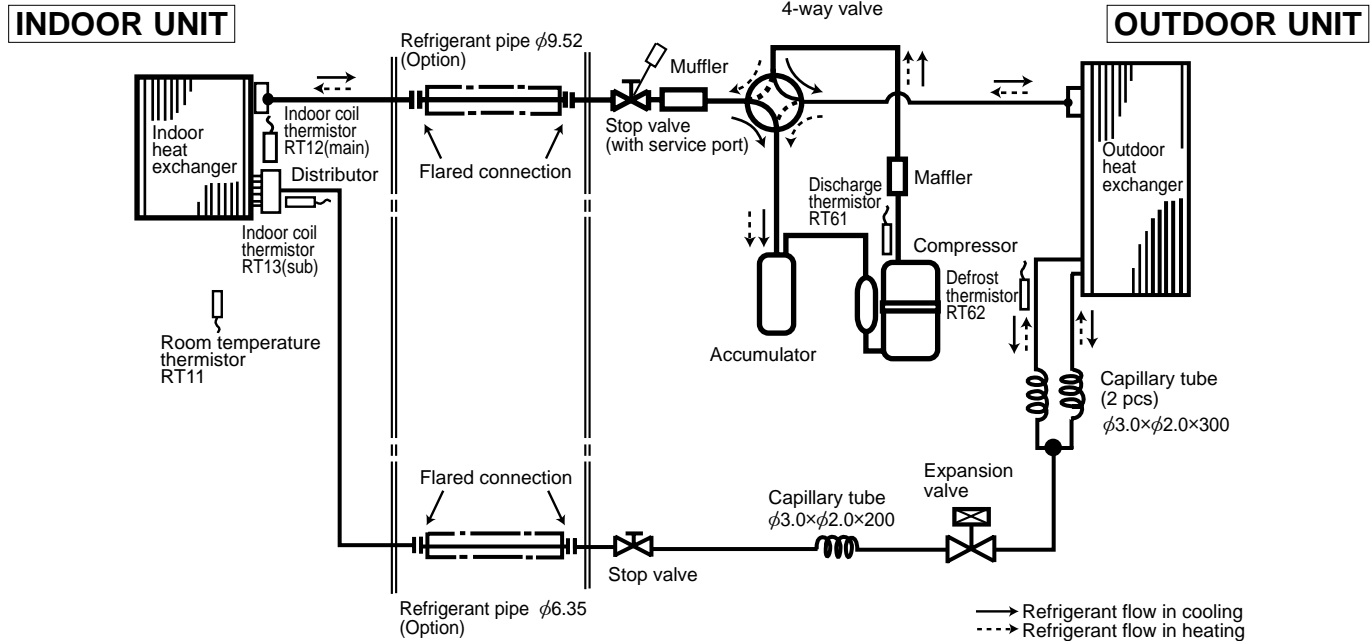 INDOOR UNIT
4-way valve
OUTDOOR UNIT
Refrigerant pipe ϕ9.52
(Option)
Muffler
Indoor
heat
exchanger
Indoor coil
thermistor
RT12(main)
Distributor
Flared connection
Stop valve
(with service port)
Discharge
thermistor
RT61
Maffler
Outdoor
heat
exchanger
Indoor coil
thermistor
RT13(sub)
Compressor
Defrost
thermistor
RT62
Room temperature
thermistor
RT11
Accumulator
Capillary tube
(2 pcs)
ϕ3.0×ϕ2.0×300
Flared connection
Expansion
valve
Capillary tube
ϕ3.0×ϕ2.0×200
Stop valve
Refrigerant pipe ϕ6.35
(Option)
Refrigerant flow in cooling
Refrigerant flow in heating